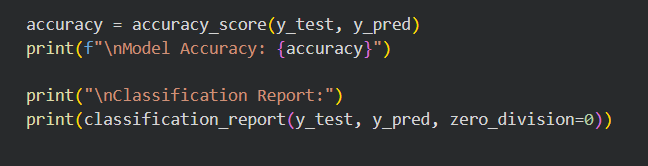 accuracy = accuracy_score(y_test, y_pred)
print(f"\nModel Accuracy: {accuracy}")
print("\nClassification Report:")
print(classification_report(y_test, y_pred, zero_division=0))